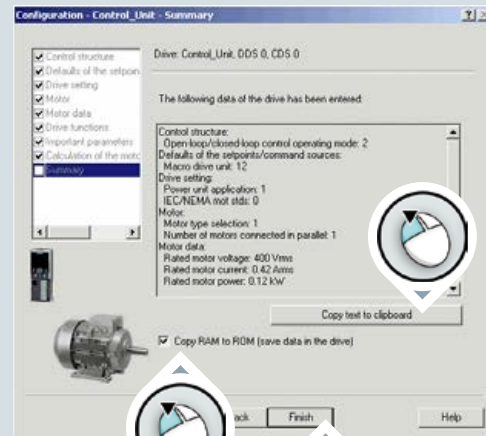 Configuration - Control_Unit - Summary
Control structure
Defaults of the setpoin
Drive setting
Motor
Motor data
Drive functions
Important parameters
Calculation of the moto
Summary
Drive: Control_Unit, DDS 0, CDS 0
The following data of the drive has been entered:
Control structure:
Open-loop/closed-loop control operating mode: 2
Defaults of the setpoints/command sources:
Macro drive unit: 12
Drive setting:
Power unit application: 1
IEC/NEMA mot stds: 0
Motor:
Motor type selection: 1
Number of motors connected in parallel: 1
Motor data:
Rated motor voltage: 400 Vrms
Rated motor current: 0.42 Arms
Rated motor power: 0.12 kW
Copy text to clipboard
Copy RAM to ROM (save data in the drive)
ack Finish Help